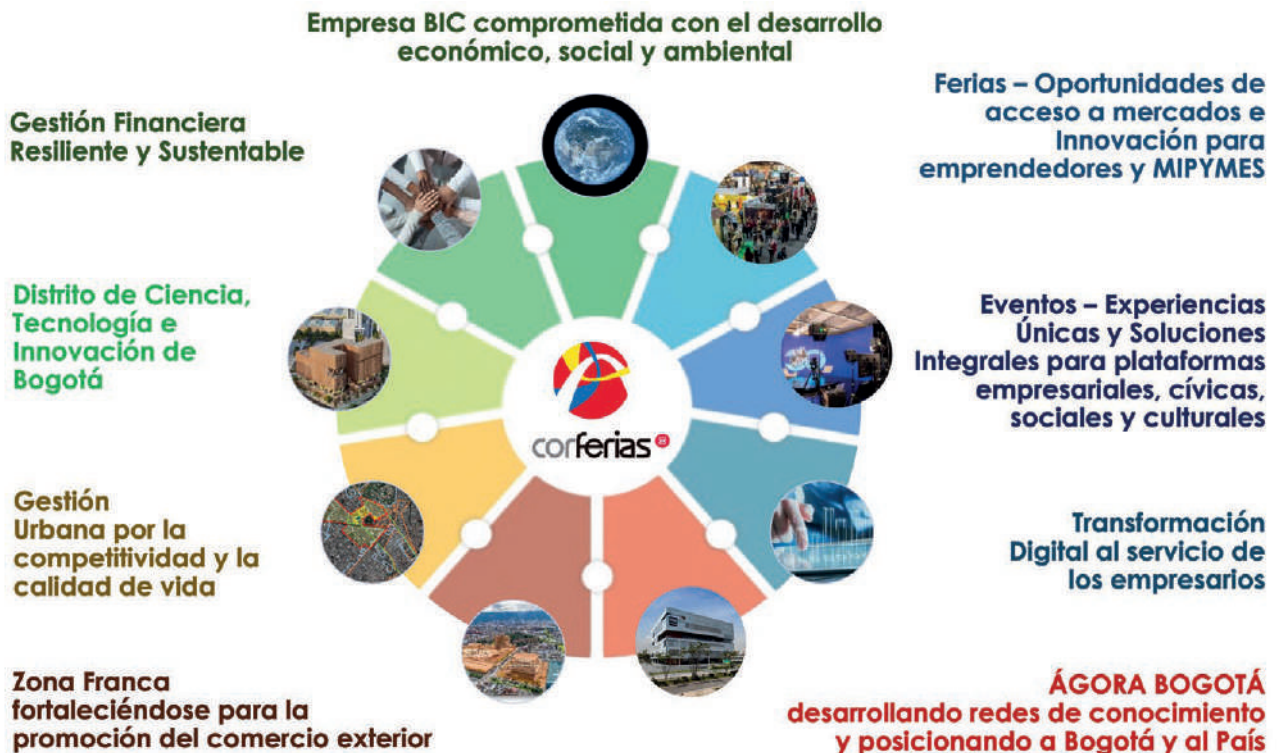 Empresa BIC comprometida con el desarrollo
económico, social y ambiental
Ferias – Oportunidades de
acceso a mercados e
Innovación para
emprendedores y MIPYMES
Eventos – Experiencias
Únicas y Soluciones
Integrales para plataformas
empresariales, cívicas,
sociales y culturales
Transformación
Digital al servicio de
los empresarios
ÁGORA BOGOTÁ
desarrollando redes de conocimiento
y posicionando a Bogotá y al País
Zona Franca
fortaleciéndose para la
promoción del comercio exterior
Gestión
Urbana por la
competitividad y la
calidad de vida
Distrito de Ciencia,
Tecnología e
Innovación de
Bogotá
Gestión Financiera
Resiliente y Sustentable
corferias